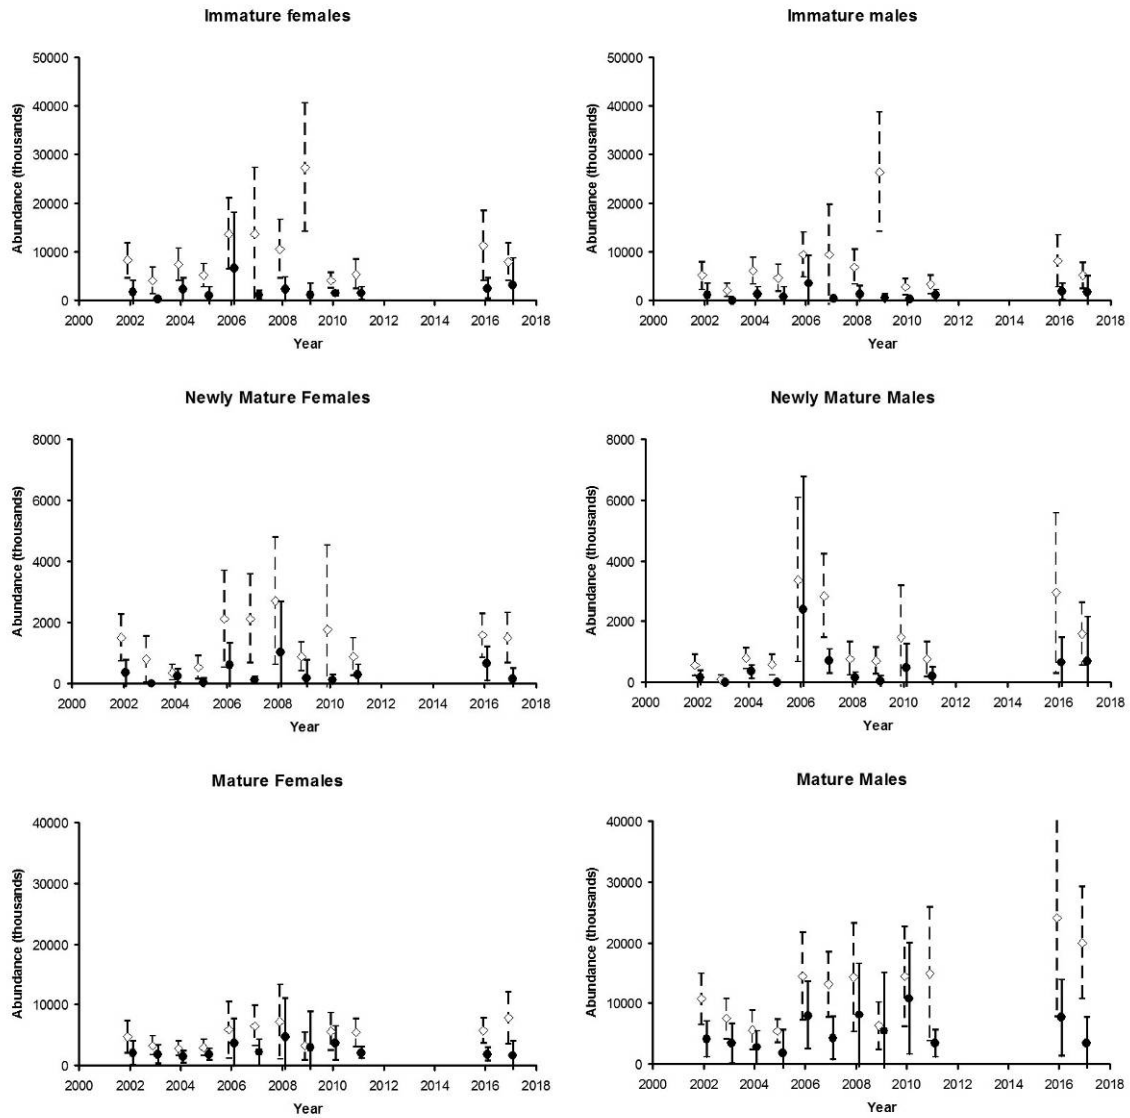 Immature females
50000
40000
30000
20000
10000
0
Abundance (thousands)
2000 2002 2004 2006 2008 2010 2012 2014 2016 2018
Year
Immature males
50000
40000
30000
20000
10000
0
Abundance (thousands)
2000 2002 2004 2006 2008 2010 2012 2014 2016 2018
Year
Newly Mature Females
8000
6000
4000
2000
0
Abundance (thousands)
2000 2002 2004 2006 2008 2010 2012 2014 2016 2018
Year
Newly Mature Males
8000
6000
4000
2000
0
Abundance (thousands)
2000 2002 2004 2006 2008 2010 2012 2014 2016 2018
Year
Mature Females
40000
30000
20000
10000
0
Abundance (thousands)
2000 2002 2004 2006 2008 2010 2012 2014 2016 2018
Year
Mature Males
40000
30000
20000
10000
0
Abundance (thousands)
2000 2002 2004 2006 2008 2010 2012 2014 2016 2018
Year